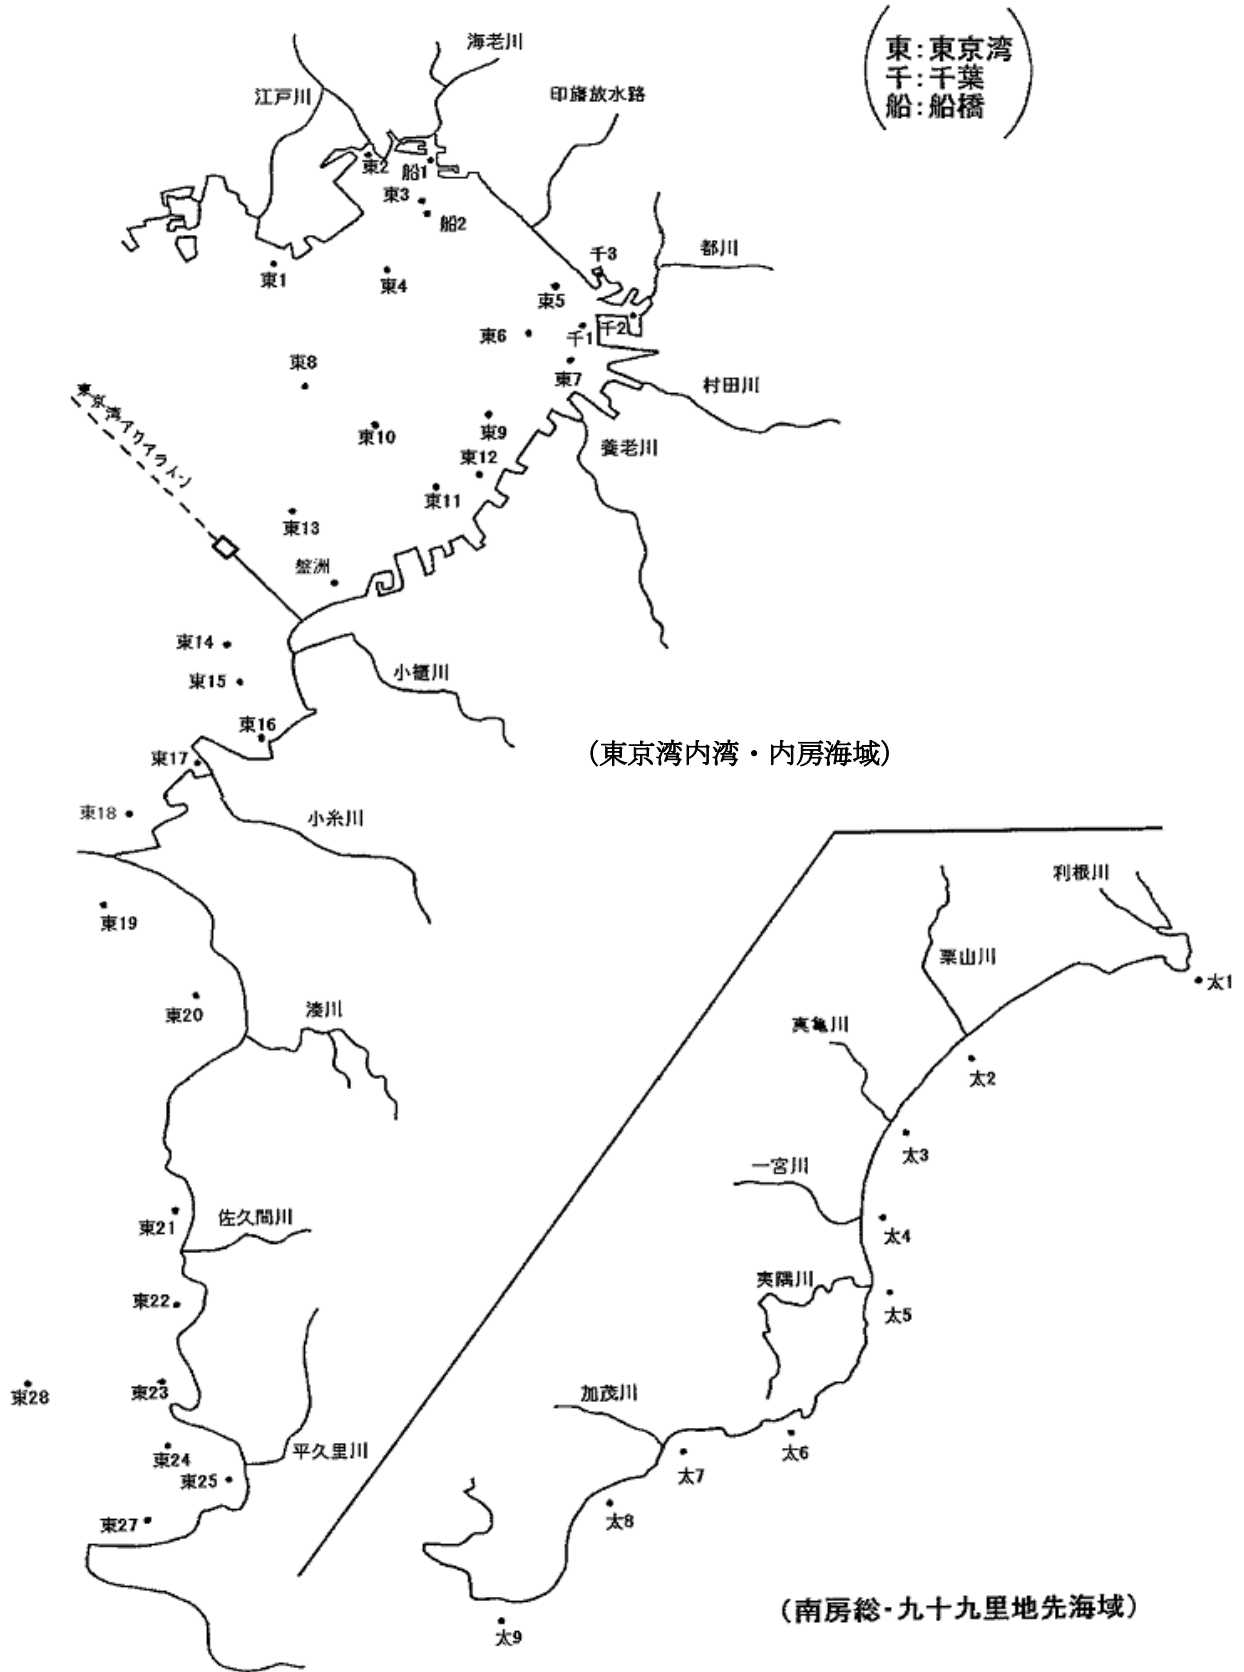 東:東京湾
千:千葉
船:船橋
海老川
江戸川
印旛放水路
東2
船1
東3
船2
都川
千3
東1
東4
東5
東6
千1
千2
東8
東7
村田川
東京湾アクアライン
東10
東9
養老川
東12
東11
東13
盤洲
東14
小櫃川
東15
東16
(東京湾内湾・内房海域)
東17
東18
小糸川
利根川
東19
栗山川
太1
東20
湊川
真亀川
太2
太3
一宮川
東21
佐久間川
太4
夷隅川
東22
太5
東28
東23
加茂川
東24
平久里川
太6
東25
太7
東27
太8
(南房総・九十九里地先海域)
太9